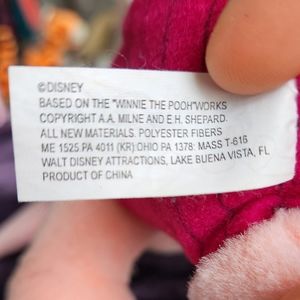 ©DISNEY
BASED ON THE "WINNIE THE POOH"WORKS
COPYRIGHT A.A. MILNE AND E.H. SHEPARD.
ALL NEW MATERIALS. POLYESTER FIBERS
ME 1525 PA 4011 (KR):OHIO PA 1378: MASS T-616
WALT DISNEY ATTRACTIONS, LAKE BUENA VISTA, FL
PRODUCT OF CHINA